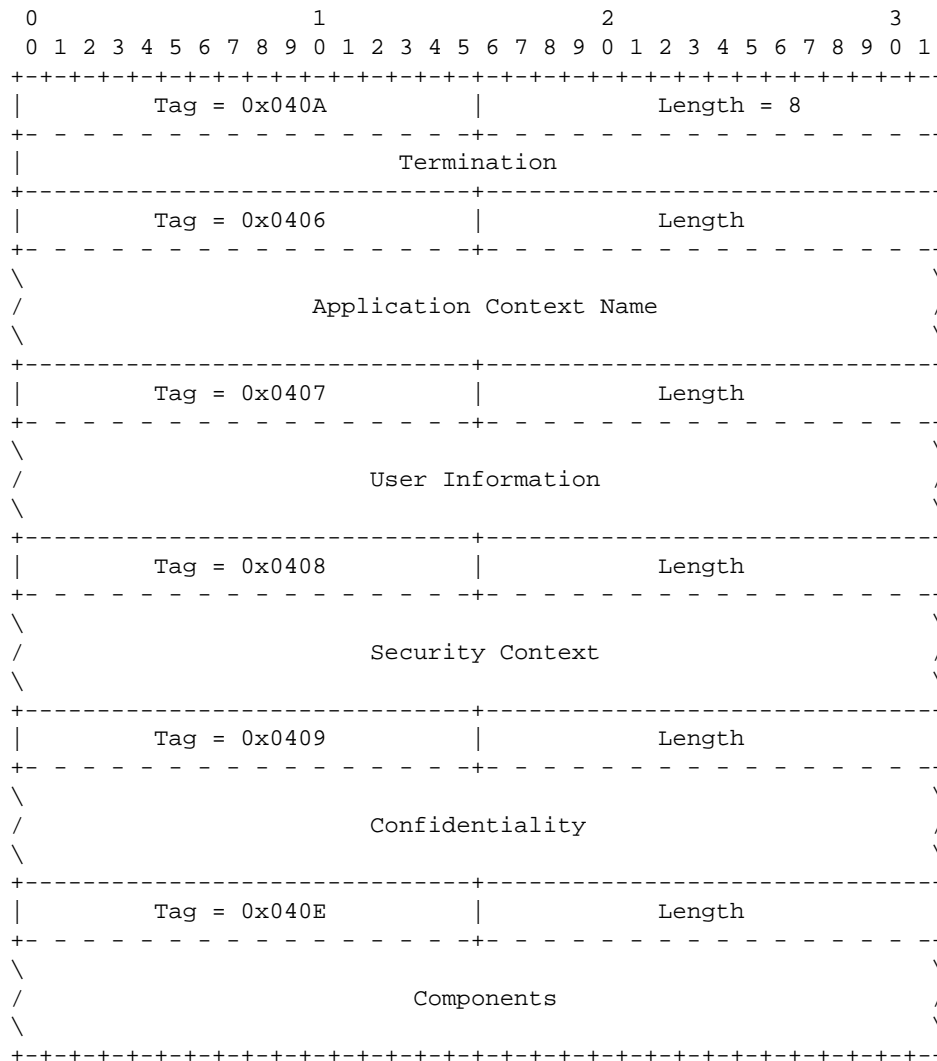 0 1 2 3
0 1 2 3 4 5 6 7 8 9 0 1 2 3 4 5 6 7 8 9 0 1 2 3 4 5 6 7 8 9 0 1
+-+-+-+-+-+-+-+-+-+-+-+-+-+-+-+-+-+-+-+-+-+-+-+-+-+-+-+-+-+-+-+--
| Tag = 0x040A | Length = 8
+- - - - - - - - - - - - - - - -+- - - - - - - - - - - - - - - --
| Termination
+-------------------------------+--------------------------------
| Tag = 0x0406 | Length
+- - - - - - - - - - - - - - - -+- - - - - - - - - - - - - - - --
\ \
/ Application Context Name /
\ \
+-------------------------------+--------------------------------
| Tag = 0x0407 | Length
+- - - - - - - - - - - - - - - -+- - - - - - - - - - - - - - - --
\ \
/ User Information /
\ \
+-------------------------------+--------------------------------
| Tag = 0x0408 | Length
+- - - - - - - - - - - - - - - -+- - - - - - - - - - - - - - - --
\ \
/ Security Context /
\ \
+-------------------------------+--------------------------------
| Tag = 0x0409 | Length
+- - - - - - - - - - - - - - - -+- - - - - - - - - - - - - - - --
\ \
/ Confidentiality /
\ \
+-------------------------------+--------------------------------
| Tag = 0x040E | Length
+- - - - - - - - - - - - - - - -+- - - - - - - - - - - - - - - --
\ \
/ Components /
\ \
+-+-+-+-+-+-+-+-+-+-+-+-+-+-+-+-+-+-+-+-+-+-+-+-+-+-+-+-+-+-+-+--